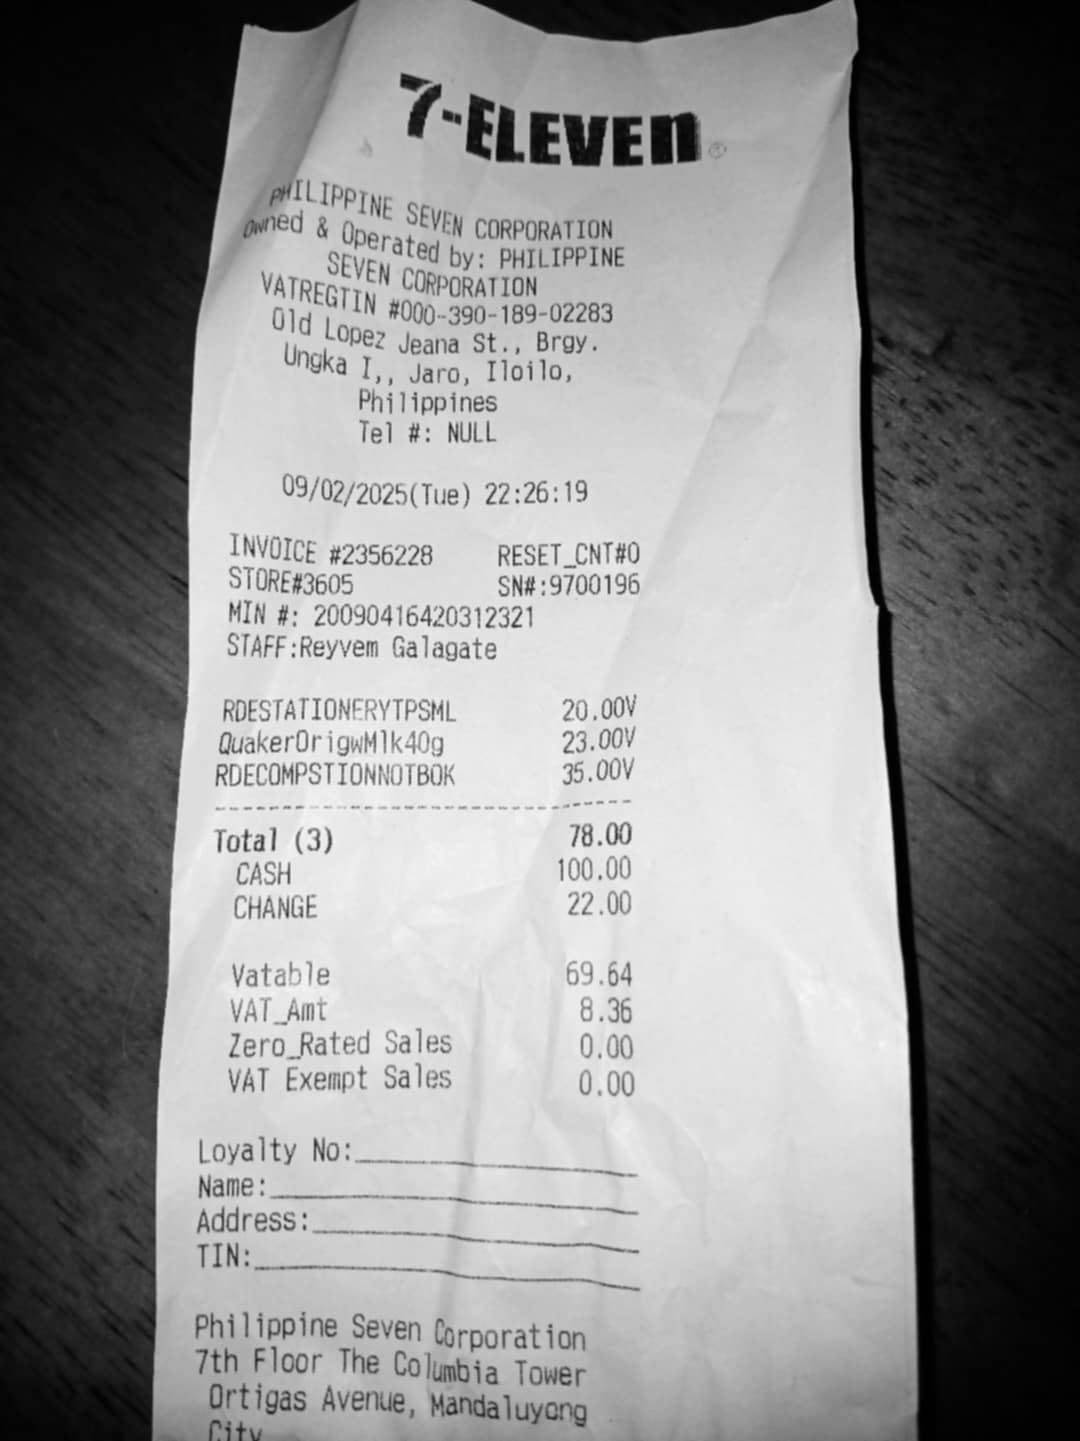 7-ELEVEn ®
PHILIPPINE SEVEN CORPORATION
Owned & Operated by: PHILIPPINE
SEVEN CORPORATION
VATREGTIN #000-390-189-02283
Old Lopez Jeana St., Brgy.
Ungka I,, Jaro, Iloilo,
Philippines
Tel #: NULL
09/02/2025(Tue) 22:26:19
INVOICE #2356228 RESET_CNT#0
STORE#3605 SN#:9700196
MIN #: 20090416420312321
STAFF:Reyvem Galagate
RDESTATIONERYTPSML 20.00V
QuakerOrigwMlk40g 23.00V
RDECOMPSTIONNOTBOK 35.00V
Total (3) 78.00
CASH 100.00
CHANGE 22.00
Vatable 69.64
VAT_Amt 8.36
Zero_Rated Sales 0.00
VAT Exempt Sales 0.00
Loyalty No:
Name:
Address:
TIN:
Philippine Seven Corporation
7th Floor The Columbia Tower
Ortigas Avenue, Mandaluyong
City